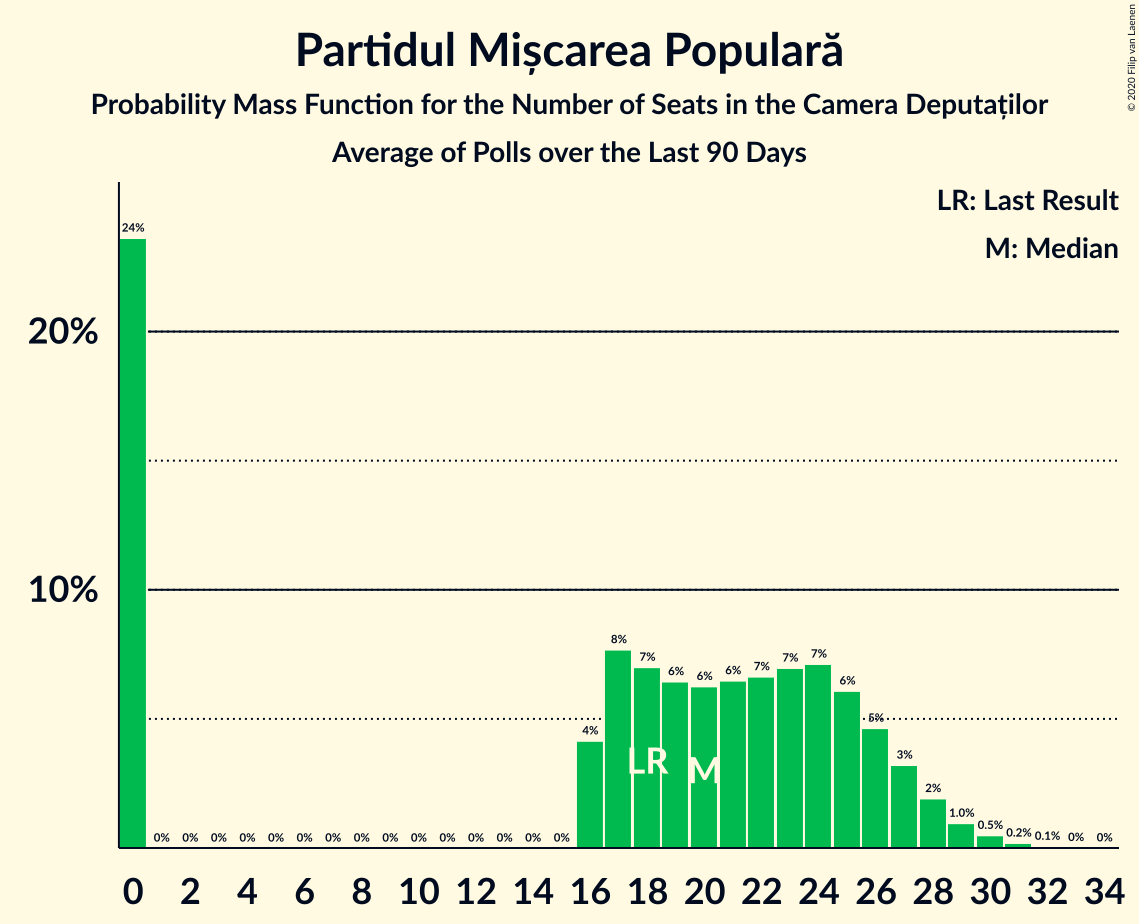 Partidul Mișcarea Populară
Probability Mass Function for the Number of Seats in the Camera Deputaților
Average of Polls over the Last 90 Days
© 2020 Filip van Laenen
LR: Last Result
M: Median
20%
10%
24% 0% 0% 0% 0% 0% 0% 0% 0% 0% 0% 0% 0% 0% 0% 0% 4% 8% 7% 6% 6% 6% 7% 7% 7% 6% 5% 3% 2% 1.0% 0.5% 0.2% 0.1% 0% 0%
LR M
0 2 4 6 8 10 12 14 16 18 20 22 24 26 28 30 32 34